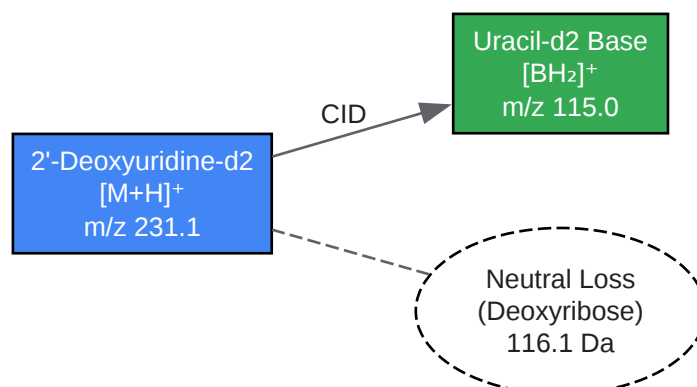 Uracil-d2 Base
[BH₂]⁺
m/z 115.0
CID
2'-Deoxyuridine-d2
[M+H]⁺
m/z 231.1
Neutral Loss
(Deoxyribose)
116.1 Da